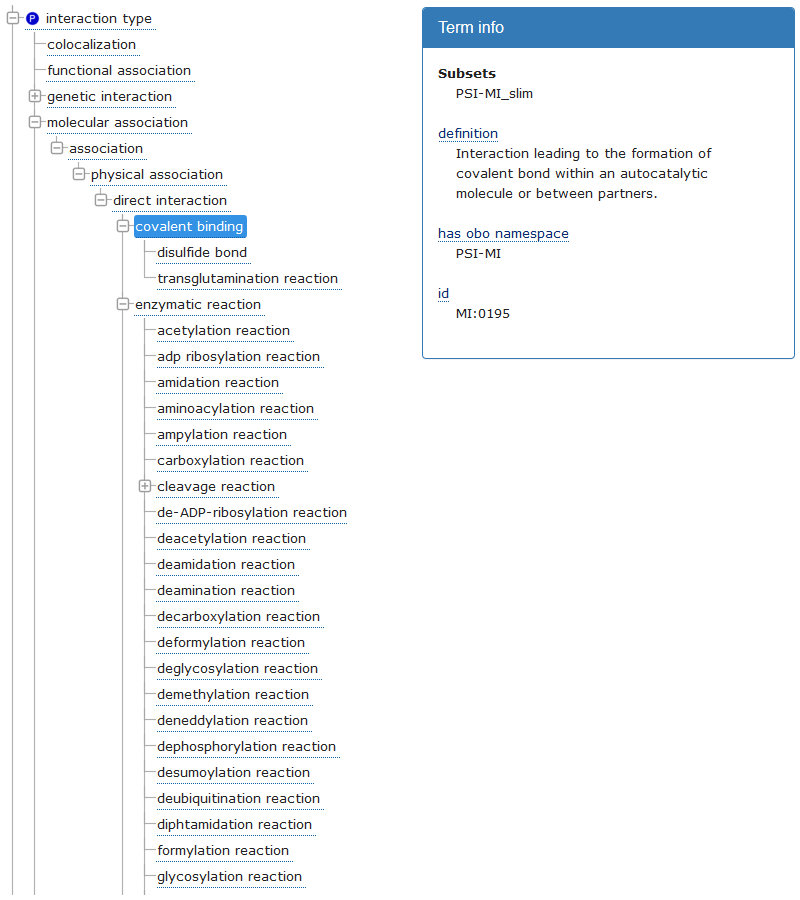 P interaction type
colocalization
functional association
genetic interaction
molecular association
association
physical association
direct interaction
covalent binding
disulfide bond
transglutamination reaction
enzymatic reaction
acetylation reaction
adp ribosylation reaction
amidation reaction
aminoacylation reaction
ampylation reaction
carboxylation reaction
cleavage reaction
de-ADP-ribosylation reaction
deacetylation reaction
deamidation reaction
deamination reaction
decarboxylation reaction
deformylation reaction
deglycosylation reaction
demethylation reaction
deneddylation reaction
dephosphorylation reaction
desumoylation reaction
deubiquitination reaction
diphtamidation reaction
formylation reaction
glycosylation reaction
Term info
Subsets
PSI-MI_slim
definition
Interaction leading to the formation of
covalent bond within an autocatalytic
molecule or between partners.
has obo namespace
PSI-MI
id
MI:0195